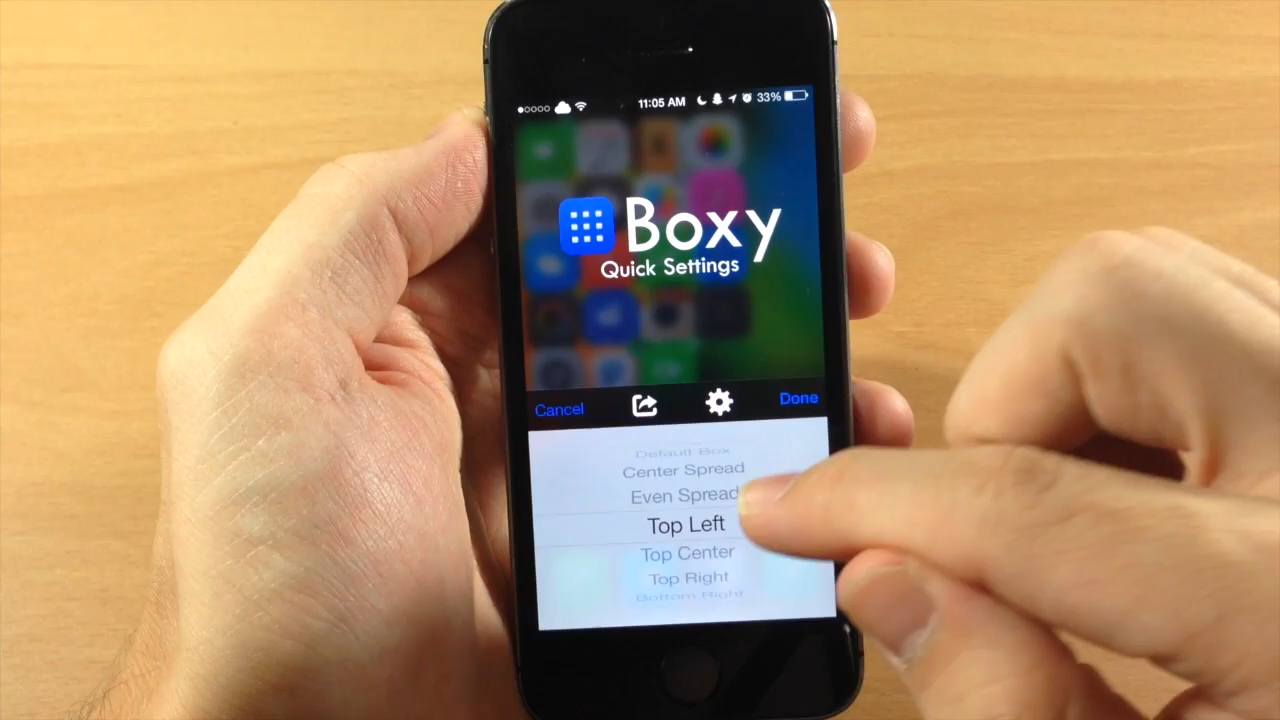 11:05 AM 33%
Boxy
Quick Settings
Cancel Done
Default Box
Center Spread
Even Spread
Top Left
Top Center
Top Right
Bottom Right